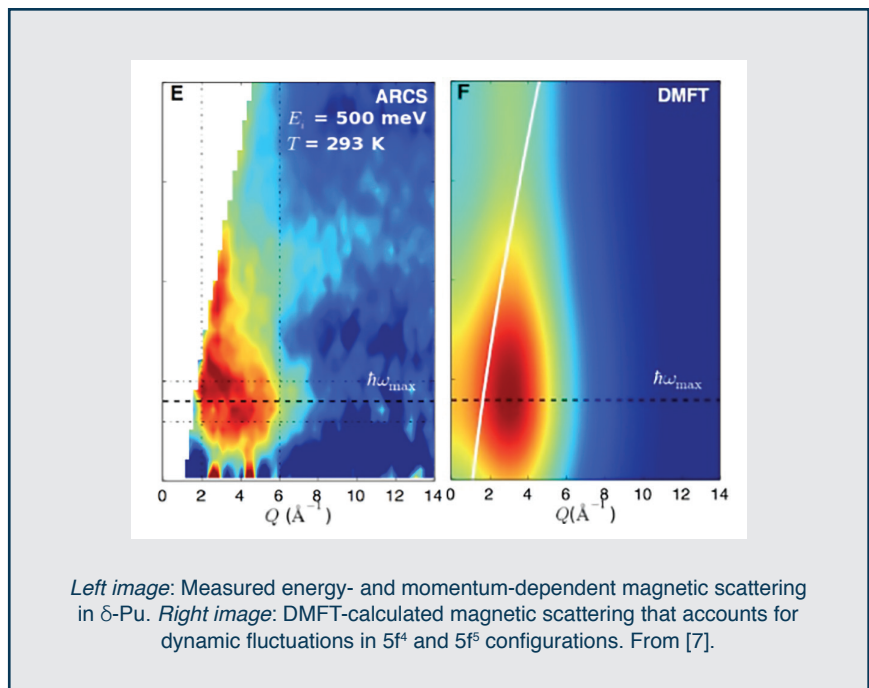 E ARCS
Eᵢ = 500 meV
T = 293 K
ħωmax
0 2 4 6 8 10 12 14
Q (Å⁻¹)
F DMFT
ħωmax
0 2 4 6 8 10 12 14
Q(Å⁻¹)
Left image: Measured energy- and momentum-dependent magnetic scattering
in δ-Pu. Right image: DMFT-calculated magnetic scattering that accounts for
dynamic fluctuations in 5f⁴ and 5f⁵ configurations. From [7].